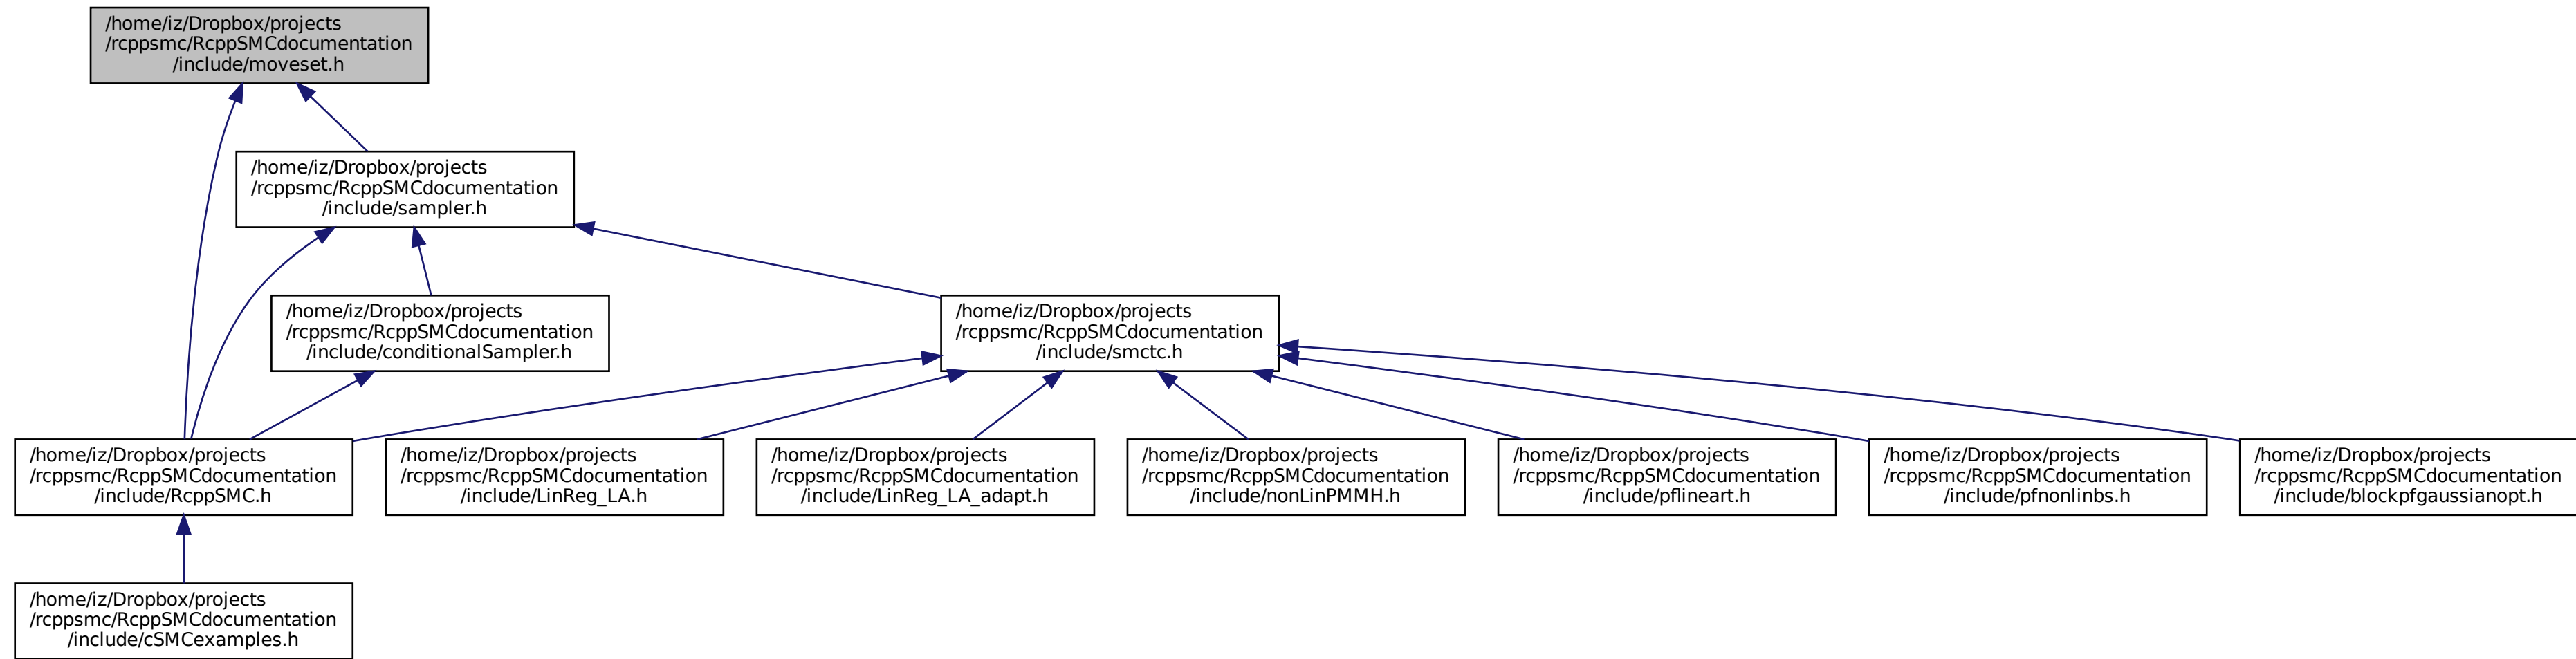 /home/iz/Dropbox/projects
/rcppsmc/RcppSMCdocumentation
/include/moveset.h
/home/iz/Dropbox/projects
/rcppsmc/RcppSMCdocumentation
/include/sampler.h
/home/iz/Dropbox/projects
/rcppsmc/RcppSMCdocumentation
/include/conditionalSampler.h
/home/iz/Dropbox/projects
/rcppsmc/RcppSMCdocumentation
/include/smctc.h
/home/iz/Dropbox/projects
/rcppsmc/RcppSMCdocumentation
/include/RcppSMC.h
/home/iz/Dropbox/projects
/rcppsmc/RcppSMCdocumentation
/include/LinReg_LA.h
/home/iz/Dropbox/projects
/rcppsmc/RcppSMCdocumentation
/include/LinReg_LA_adapt.h
/home/iz/Dropbox/projects
/rcppsmc/RcppSMCdocumentation
/include/nonLinPMMH.h
/home/iz/Dropbox/projects
/rcppsmc/RcppSMCdocumentation
/include/pflineart.h
/home/iz/Dropbox/projects
/rcppsmc/RcppSMCdocumentation
/include/pfnonlinbs.h
/home/iz/Dropbox/projects
/rcppsmc/RcppSMCdocumentation
/include/blockpfgaussianopt.h
/home/iz/Dropbox/projects
/rcppsmc/RcppSMCdocumentation
/include/cSMCexamples.h